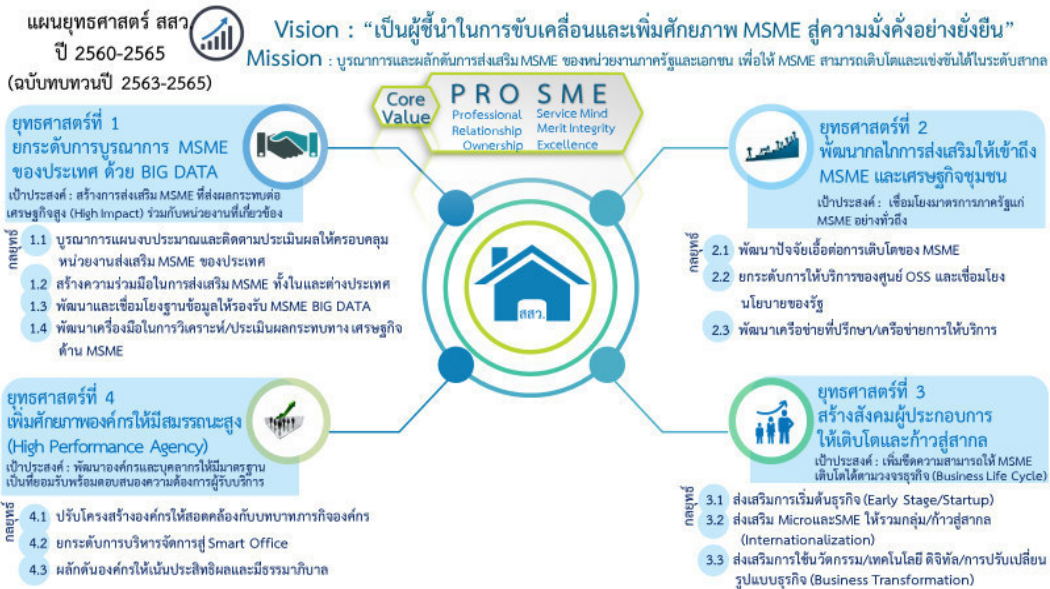 แผนยุทธศาสตร์ สสว.
ปี 2560-2565
(ฉบับทบทวนปี 2563-2565)
Vision : “เป็นผู้ชี้นำในการขับเคลื่อนและเพิ่มศักยภาพ MSME สู่ความมั่งคั่งอย่างยั่งยืน”
Mission : บูรณาการและผลักดันการส่งเสริม MSME ของหน่วยงานภาครัฐและเอกชน เพื่อให้ MSME สามารถเติบโตและแข่งขันได้ในระดับสากล
Core
Value
PRO SME
Professional Service Mind
Relationship Merit Integrity
Ownership Excellence
ยุทธศาสตร์ที่ 1
ยกระดับการบูรณาการ MSME
ของประเทศ ด้วย BIG DATA
เป้าประสงค์ : สร้างการส่งเสริม MSME ที่ส่งผลกระทบต่อ
เศรษฐกิจสูง (High Impact) ร่วมกับหน่วยงานที่เกี่ยวข้อง
กลยุทธ์
1.1 บูรณาการแผนงบประมาณและติดตามประเมินผลให้ครอบคลุม
หน่วยงานส่งเสริม MSME ของประเทศ
1.2 สร้างความร่วมมือในการส่งเสริม MSME ทั้งในและต่างประเทศ
1.3 พัฒนาและเชื่อมโยงฐานข้อมูลให้รองรับ MSME BIG DATA
1.4 พัฒนาเครื่องมือในการวิเคราะห์/ประเมินผลกระทบทาง เศรษฐกิจ
ด้าน MSME
ยุทธศาสตร์ที่ 2
พัฒนากลไกการส่งเสริมให้เข้าถึง
MSME และเศรษฐกิจชุมชน
เป้าประสงค์ : เชื่อมโยงมาตรการภาครัฐแก่
MSME อย่างทั่วถึง
กลยุทธ์
2.1 พัฒนาปัจจัยเอื้อต่อการเติบโตของ MSME
2.2 ยกระดับการให้บริการของศูนย์ OSS และเชื่อมโยง
นโยบายของรัฐ
2.3 พัฒนาเครือข่ายที่ปรึกษา/เครือข่ายการให้บริการ
สสว.
ยุทธศาสตร์ที่ 4
เพิ่มศักยภาพองค์กรให้มีสมรรถนะสูง
(High Performance Agency)
เป้าประสงค์ : พัฒนาองค์กรและบุคลากรให้มีมาตรฐาน
เป็นที่ยอมรับพร้อมตอบสนองความต้องการผู้รับบริการ
กลยุทธ์
4.1 ปรับโครงสร้างองค์กรให้สอดคล้องกับบทบาทภารกิจองค์กร
4.2 ยกระดับการบริหารจัดการสู่ Smart Office
4.3 ผลักดันองค์กรให้เน้นประสิทธิผลและมีธรรมาภิบาล
ยุทธศาสตร์ที่ 3
สร้างสังคมผู้ประกอบการ
ให้เติบโตและก้าวสู่สากล
เป้าประสงค์ : เพิ่มขีดความสามารถให้ MSME
เติบโตได้ตามวงจรธุรกิจ (Business Life Cycle)
กลยุทธ์
3.1 ส่งเสริมการเริ่มต้นธุรกิจ (Early Stage/Startup)
3.2 ส่งเสริม MicroและSME ให้รวมกลุ่ม/ก้าวสู่สากล
(Internationalization)
3.3 ส่งเสริมการใช้นวัตกรรม/เทคโนโลยี ดิจิทัล/การปรับเปลี่ยน
รูปแบบธุรกิจ (Business Transformation)